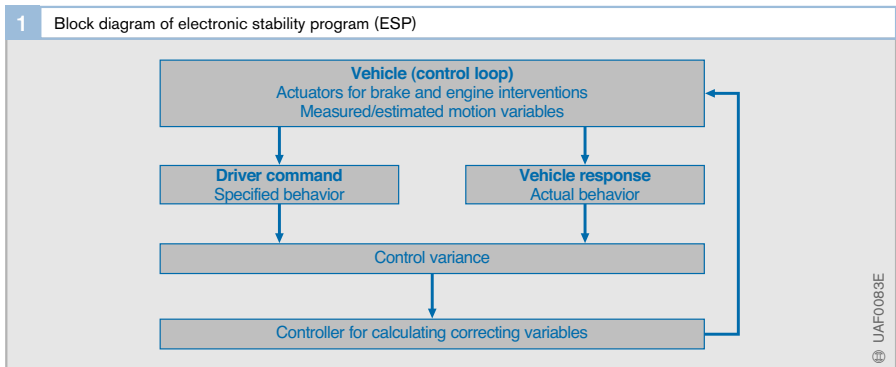 1 Block diagram of electronic stability program (ESP)
Vehicle (control loop)
Actuators for brake and engine interventions
Measured/estimated motion variables
Driver command
Specified behavior
Vehicle response
Actual behavior
Control variance
Controller for calculating correcting variables
UAF0083E